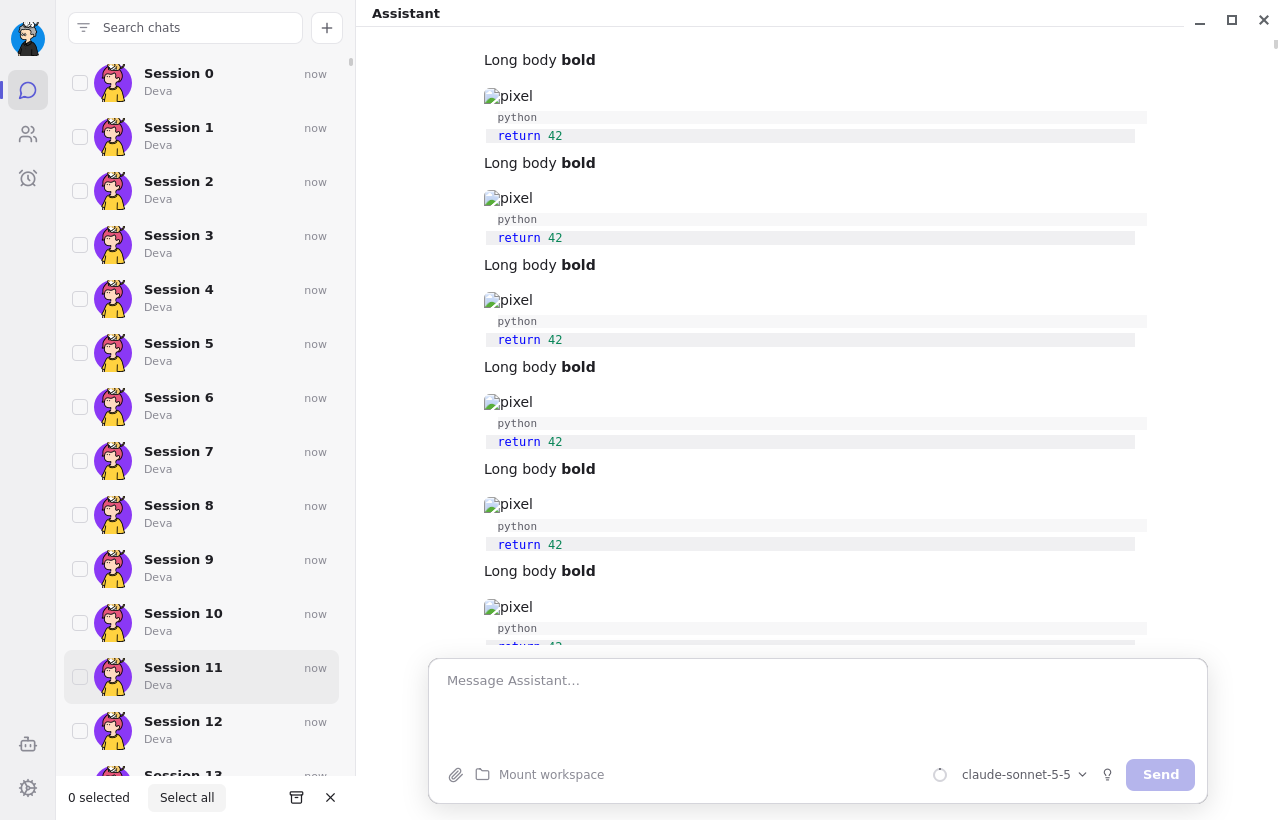 Search chats
Session 0
now
Deva
Session 1
now
Deva
Session 2
now
Deva
Session 3
now
Deva
Session 4
now
Deva
Session 5
now
Deva
Session 6
now
Deva
Session 7
now
Deva
Session 8
now
Deva
Session 9
now
Deva
Session 10
now
Deva
Session 11
now
Deva
Session 12
now
Deva
Session 13
0 selected
Select all
Assistant
Long body bold
pixel
python
return 42
Long body bold
pixel
python
return 42
Long body bold
pixel
python
return 42
Long body bold
pixel
python
return 42
Long body bold
pixel
python
return 42
Long body bold
pixel
python
return 42
Message Assistant...
Mount workspace
claude-sonnet-5-5
Send